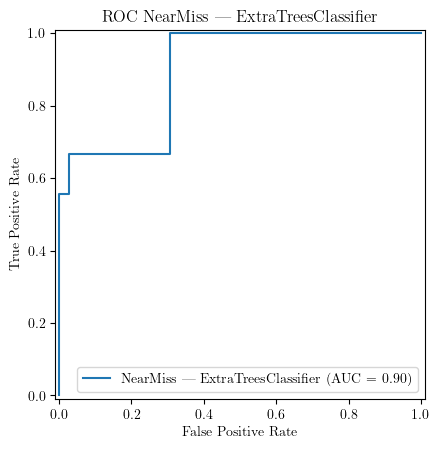 ROC NearMiss — ExtraTreesClassifier
1.0
0.8
0.6
0.4
0.2
0.0
True Positive Rate
NearMiss — ExtraTreesClassifier (AUC = 0.90)
0.0 0.2 0.4 0.6 0.8 1.0
False Positive Rate